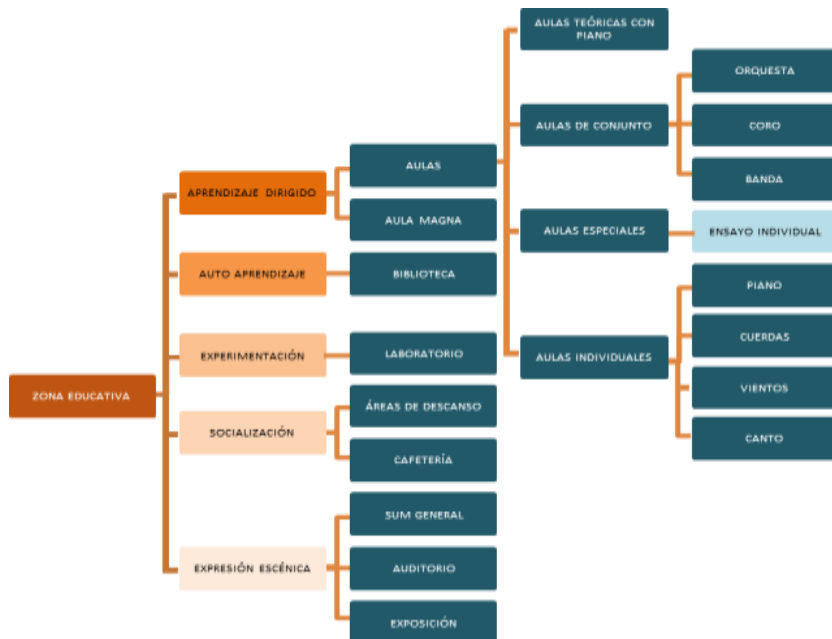 ZONA EDUCATIVA
APRENDIZAJE DIRIGIDO
AULAS
AULAS TEÓRICAS CON
PIANO
AULAS DE CONJUNTO
ORQUESTA
CORO
BANDA
AULAS ESPECIALES
ENSAYO INDIVIDUAL
AULAS INDIVIDUALES
PIANO
CUERDAS
VIENTOS
CANTO
AULA MAGNA
AUTO APRENDIZAJE
BIBLIOTECA
EXPERIMENTACIÓN
LABORATORIO
SOCIALIZACIÓN
ÁREAS DE DESCANSO
CAFETERÍA
EXPRESIÓN ESCÉNICA
SUM GENERAL
AUDITORIO
EXPOSICIÓN